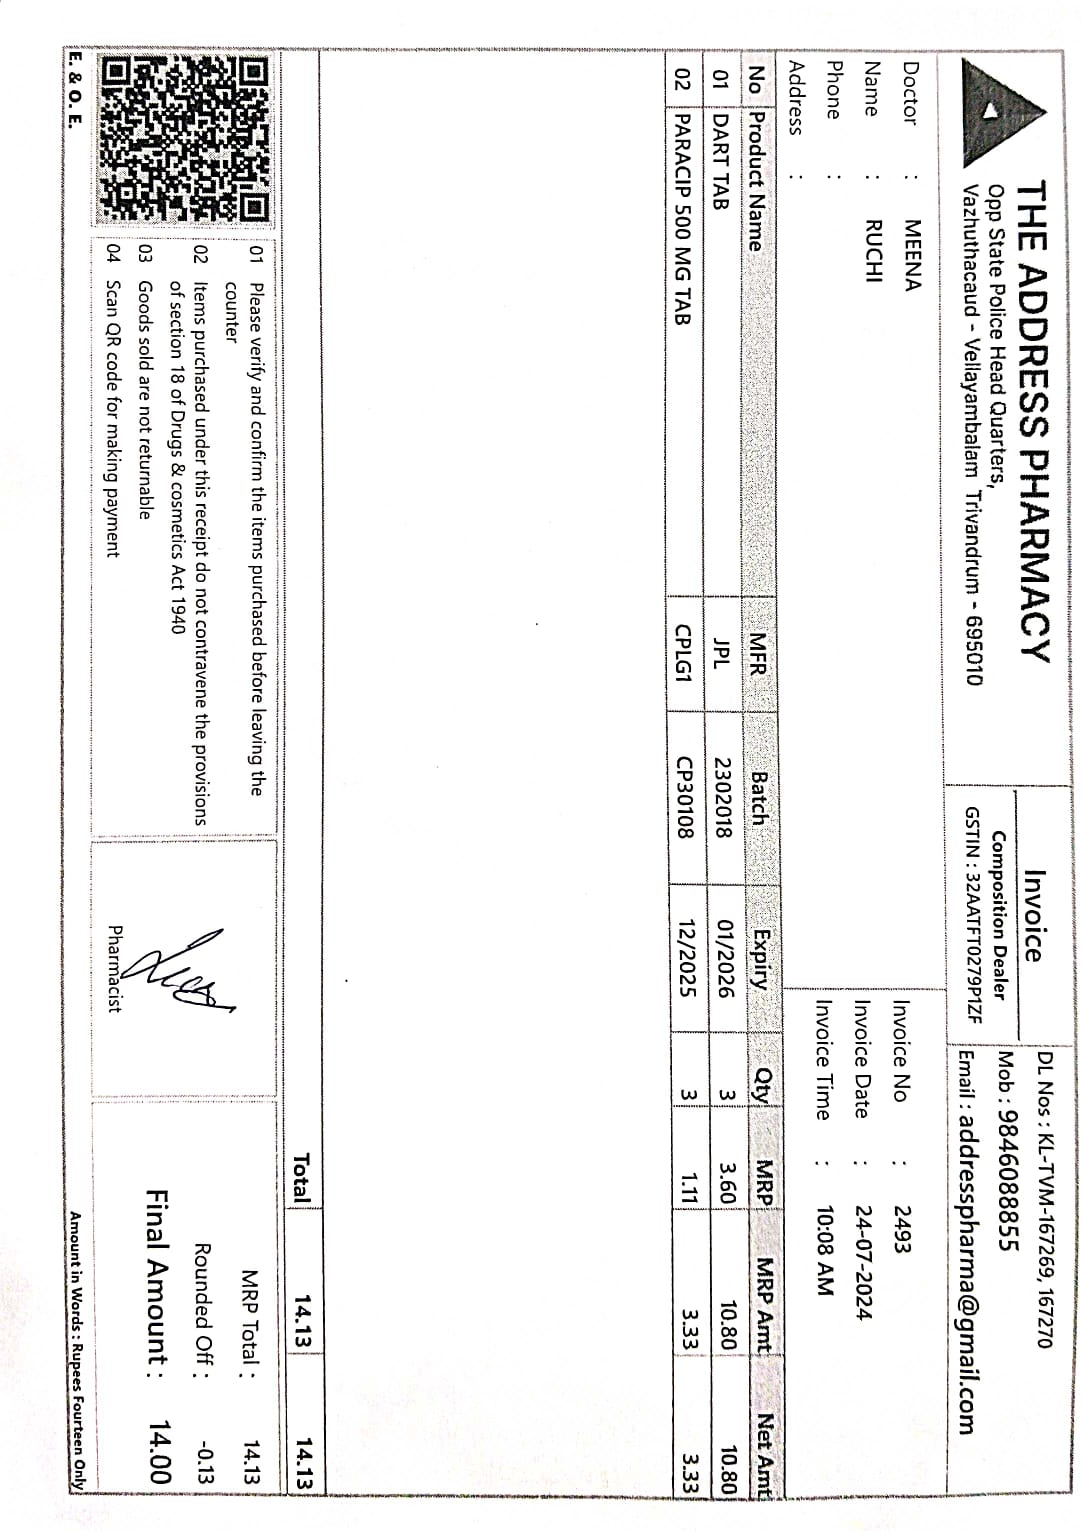 THE ADDRESS PHARMACY
Opp State Police Head Quarters,
Vazhuthacaud - Vellayambalam Trivandrum - 695010
Invoice
Composition Dealer
GSTIN : 32AATFT0279P1ZF
DL Nos : KL-TVM-167269, 167270
Mob : 9846088855
Email : addresspharma@gmail.com
Doctor : MEENA
Name : RUCHI
Phone :
Address :
Invoice No : 2493
Invoice Date : 24-07-2024
Invoice Time : 10:08 AM
No Product Name MFR Batch Expiry Qty MRP MRP Amt Net Amt
01 DART TAB JPL 2302018 01/2026 3 3.60 10.80 10.80
02 PARACIP 500 MG TAB CPLG1 CP30108 12/2025 3 1.11 3.33 3.33
Total 14.13 14.13
01 Please verify and confirm the items purchased before leaving the
counter
02 Items purchased under this receipt do not contravene the provisions
of section 18 of Drugs & cosmetics Act 1940
03 Goods sold are not returnable
04 Scan QR code for making payment
Pharmacist
MRP Total : 14.13
Rounded Off : -0.13
Final Amount : 14.00
E. & O. E.
Amount in Words : Rupees Fourteen Only